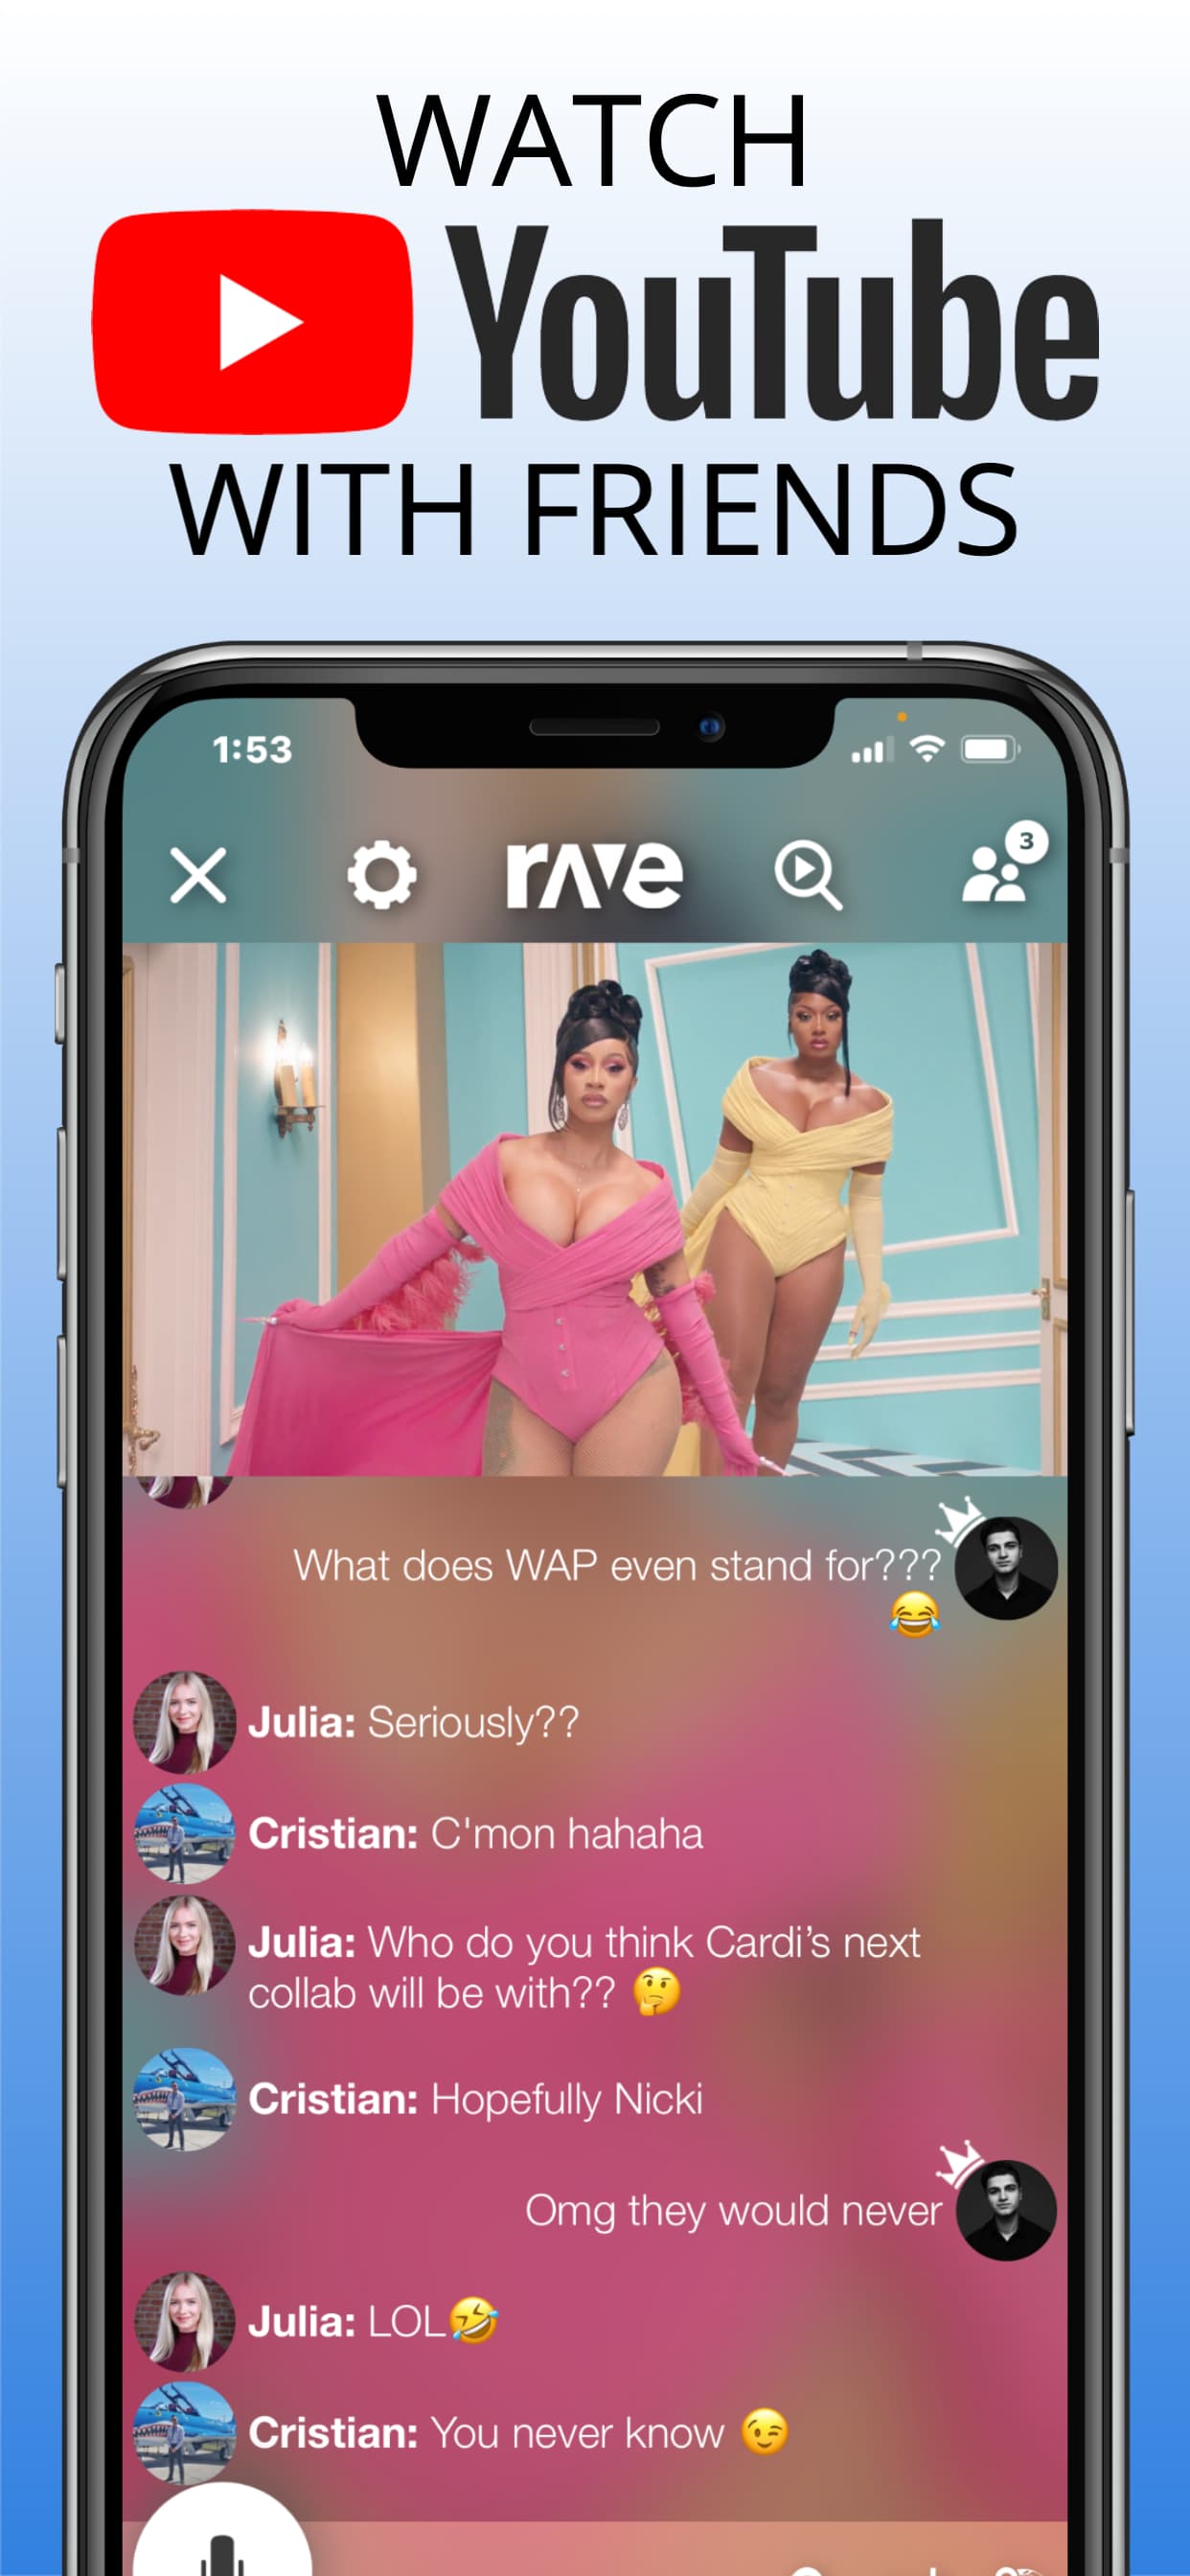 WATCH
YouTube
WITH FRIENDS
1:53
rave
3
What does WAP even stand for???
😂
Julia: Seriously??
Cristian: C'mon hahaha
Julia: Who do you think Cardi’s next
collab will be with?? 🤔
Cristian: Hopefully Nicki
Omg they would never
Julia: LOL🤣
Cristian: You never know 😉